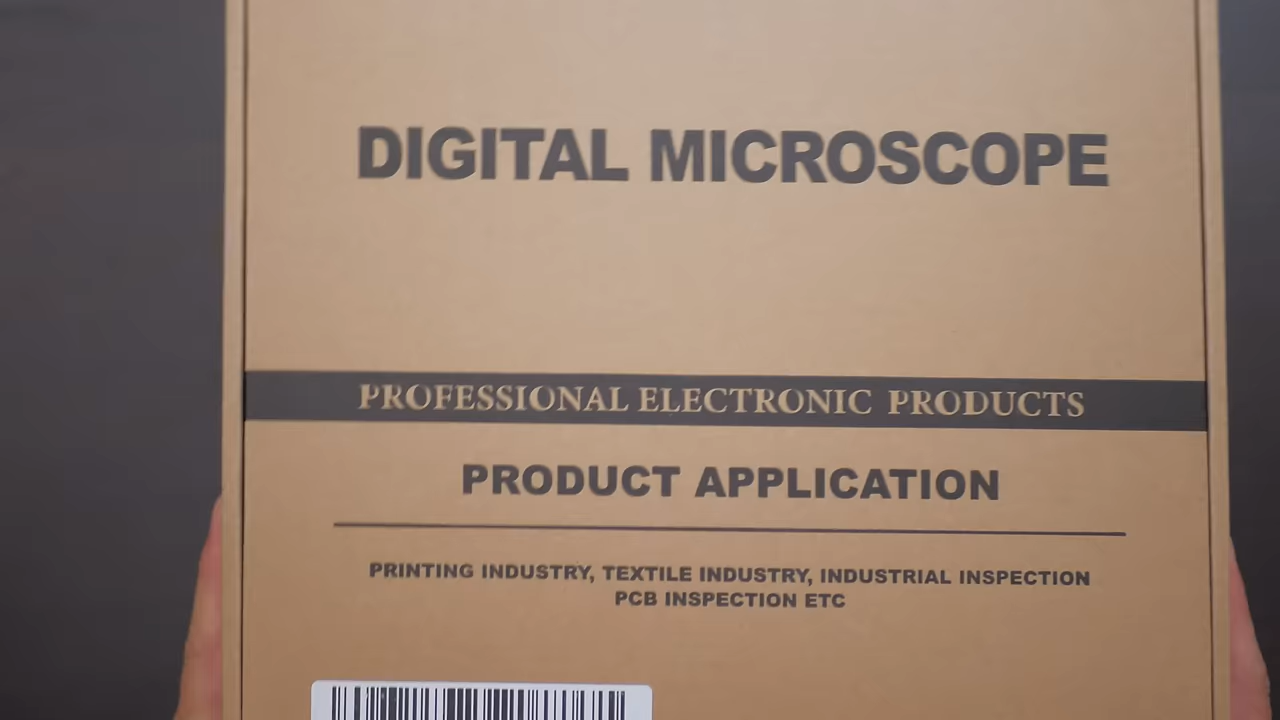 DIGITAL MICROSCOPE
PROFESSIONAL ELECTRONIC PRODUCTS
PRODUCT APPLICATION
PRINTING INDUSTRY, TEXTILE INDUSTRY, INDUSTRIAL INSPECTION
PCB INSPECTION ETC